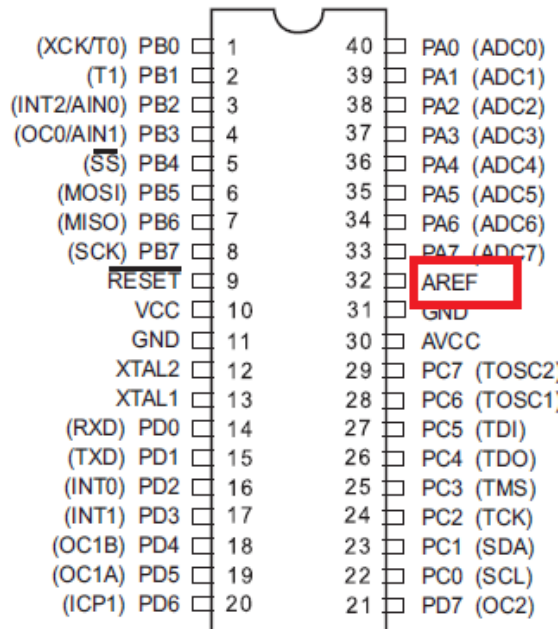 (XCK/T0) PB0 1 40 PA0 (ADC0)
(T1) PB1 2 39 PA1 (ADC1)
(INT2/AIN0) PB2 3 38 PA2 (ADC2)
(OC0/AIN1) PB3 4 37 PA3 (ADC3)
(SS) PB4 5 36 PA4 (ADC4)
(MOSI) PB5 6 35 PA5 (ADC5)
(MISO) PB6 7 34 PA6 (ADC6)
(SCK) PB7 8 33 PA7 (ADC7)
RESET 9 32 AREF
VCC 10 31 GND
GND 11 30 AVCC
XTAL2 12 29 PC7 (TOSC2)
XTAL1 13 28 PC6 (TOSC1)
(RXD) PD0 14 27 PC5 (TDI)
(TXD) PD1 15 26 PC4 (TDO)
(INT0) PD2 16 25 PC3 (TMS)
(INT1) PD3 17 24 PC2 (TCK)
(OC1B) PD4 18 23 PC1 (SDA)
(OC1A) PD5 19 22 PC0 (SCL)
(ICP1) PD6 20 21 PD7 (OC2)